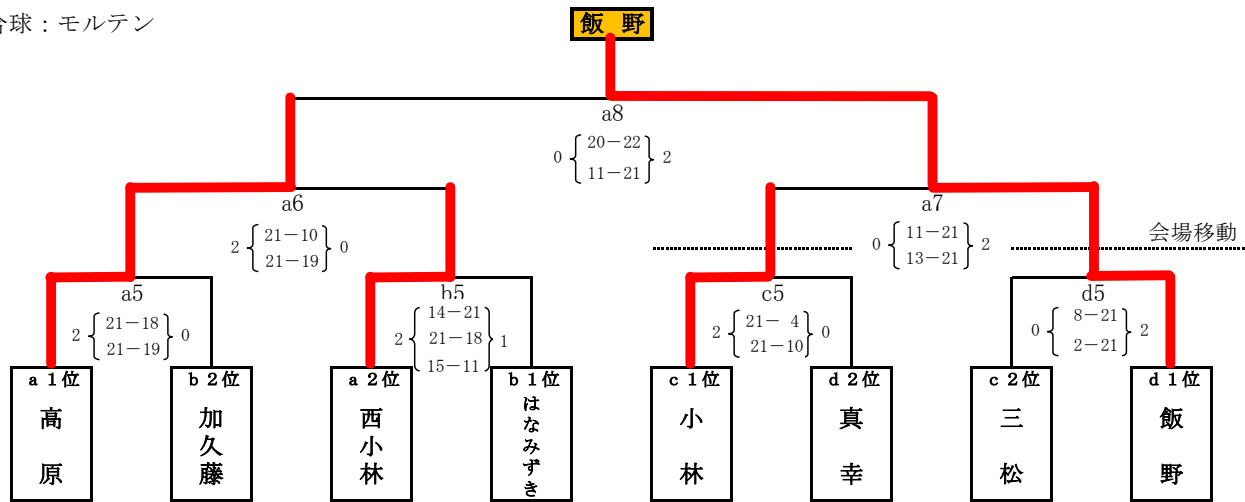 合球：モルテン
飯 野
a8
20－22
0 2
11－21
a6
a7
会場移動
21－10
2 0
21－19
11－21
0 2
13－21
a5
b5
c5
d5
21－18
2 0
21－19
14－21
2 21－18 1
15－11
21－ 4
2 0
21－10
8－21
0 2
2－21
a 1位
高原
b 2位
加久藤
a 2位
西小林
b 1位
はなみずき
c 1位
小林
d 2位
真幸
c 2位
三松
d 1位
飯野